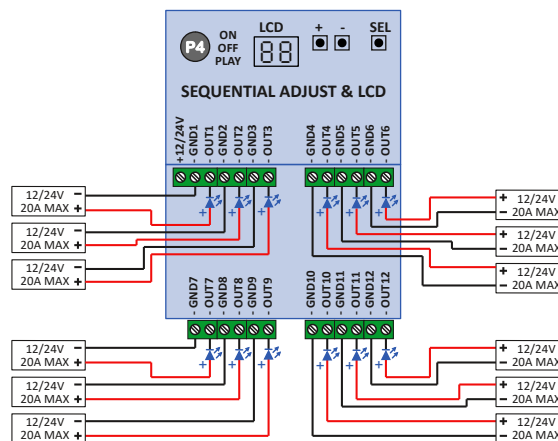 P4
ON
OFF
PLAY
LCD
88
+ -
SEL
SEQUENTIAL ADJUST & LCD
+12/24V
- GND1
- OUT1
- GND2
- OUT2
- GND3
- OUT3
- GND4
- OUT4
- GND5
- OUT5
- GND6
- OUT6
12/24V −
20A MAX +
12/24V −
20A MAX +
12/24V −
20A MAX +
+ 12/24V
− 20A MAX
+ 12/24V
− 20A MAX
+ 12/24V
− 20A MAX
+
+
+
+
- GND7
- OUT7
- GND8
- OUT8
- GND9
- OUT9
- GND10
- OUT10
- GND11
- OUT11
- GND12
- OUT12
12/24V −
20A MAX +
12/24V −
20A MAX +
12/24V −
20A MAX +
+ 12/24V
− 20A MAX
+ 12/24V
− 20A MAX
+ 12/24V
− 20A MAX